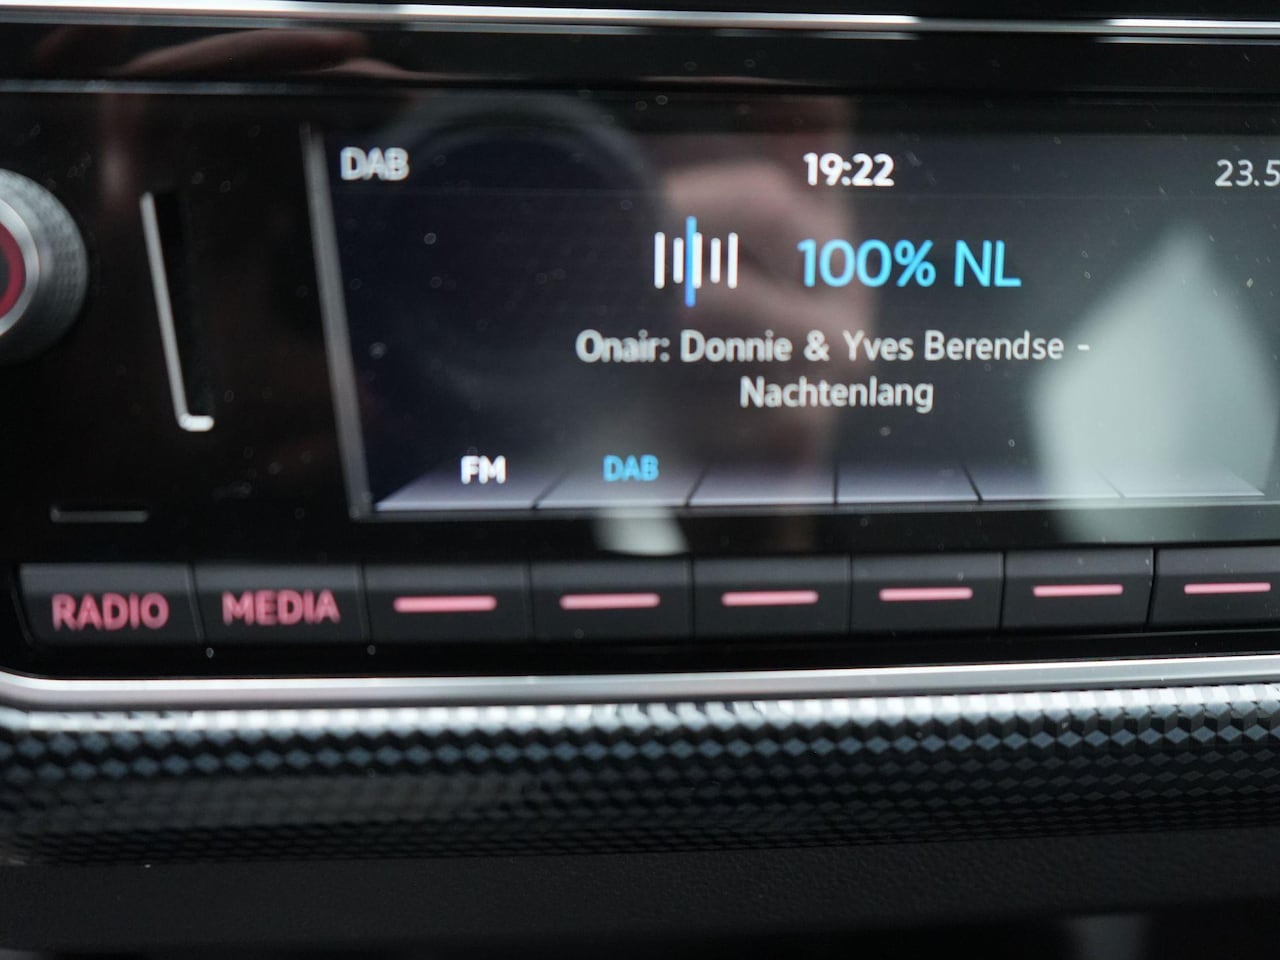 DAB 19:22 23.5
100% NL
Onair: Donnie & Yves Berendse -
Nachtenlang
FM DAB
RADIO MEDIA